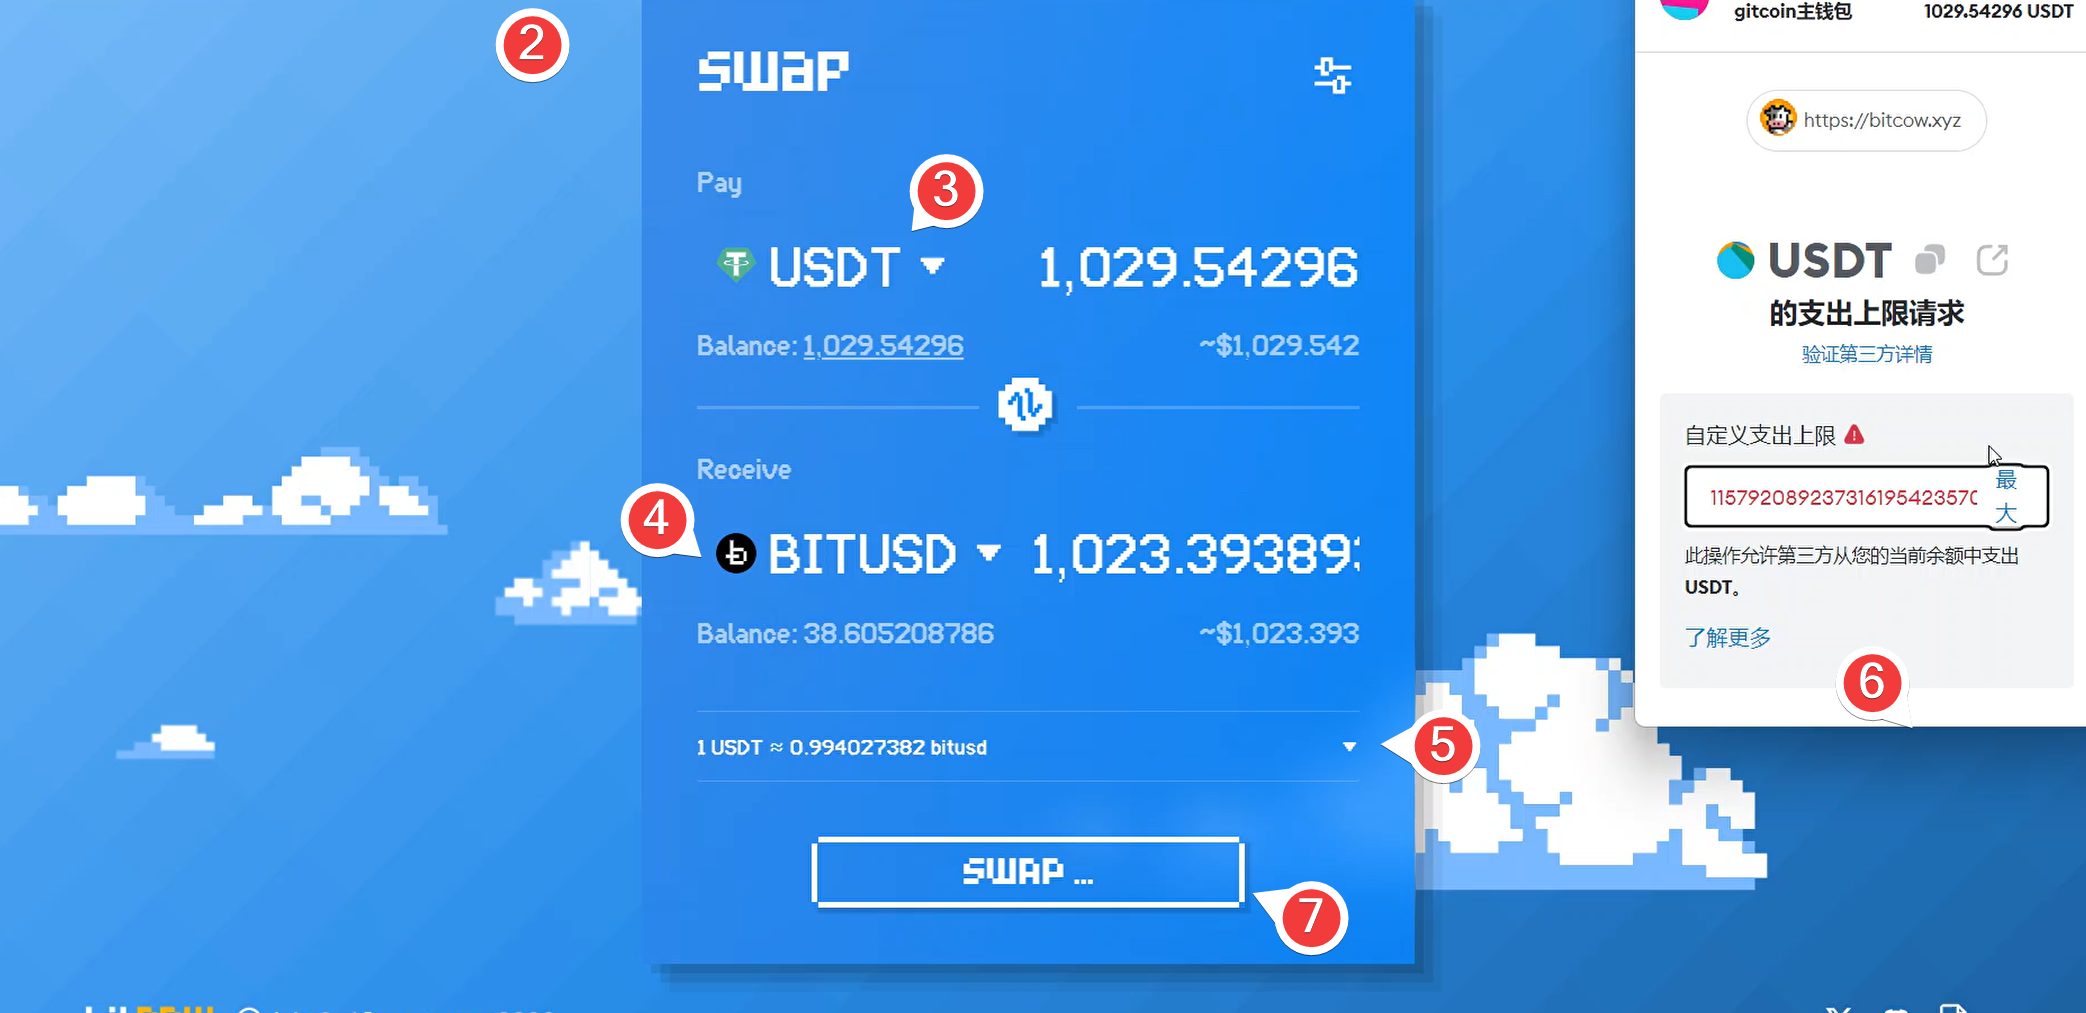 2
SWAP
Pay
3
USDT
1,029.54296
Balance: 1,029.54296
~$1,029.542
Receive
4
BITUSD
1,023.39389
Balance: 38.605208786
~$1,023.393
1 USDT ≈ 0.994027382 bitusd
5
SWAP ...
7
gitcoin主钱包
1029.54296 USDT
https://bitcow.xyz
USDT
的支出上限请求
验证第三方详情
自定义支出上限
115792089237316195423570
最
大
此操作允许第三方从您的当前余额中支出
USDT。
了解更多
6